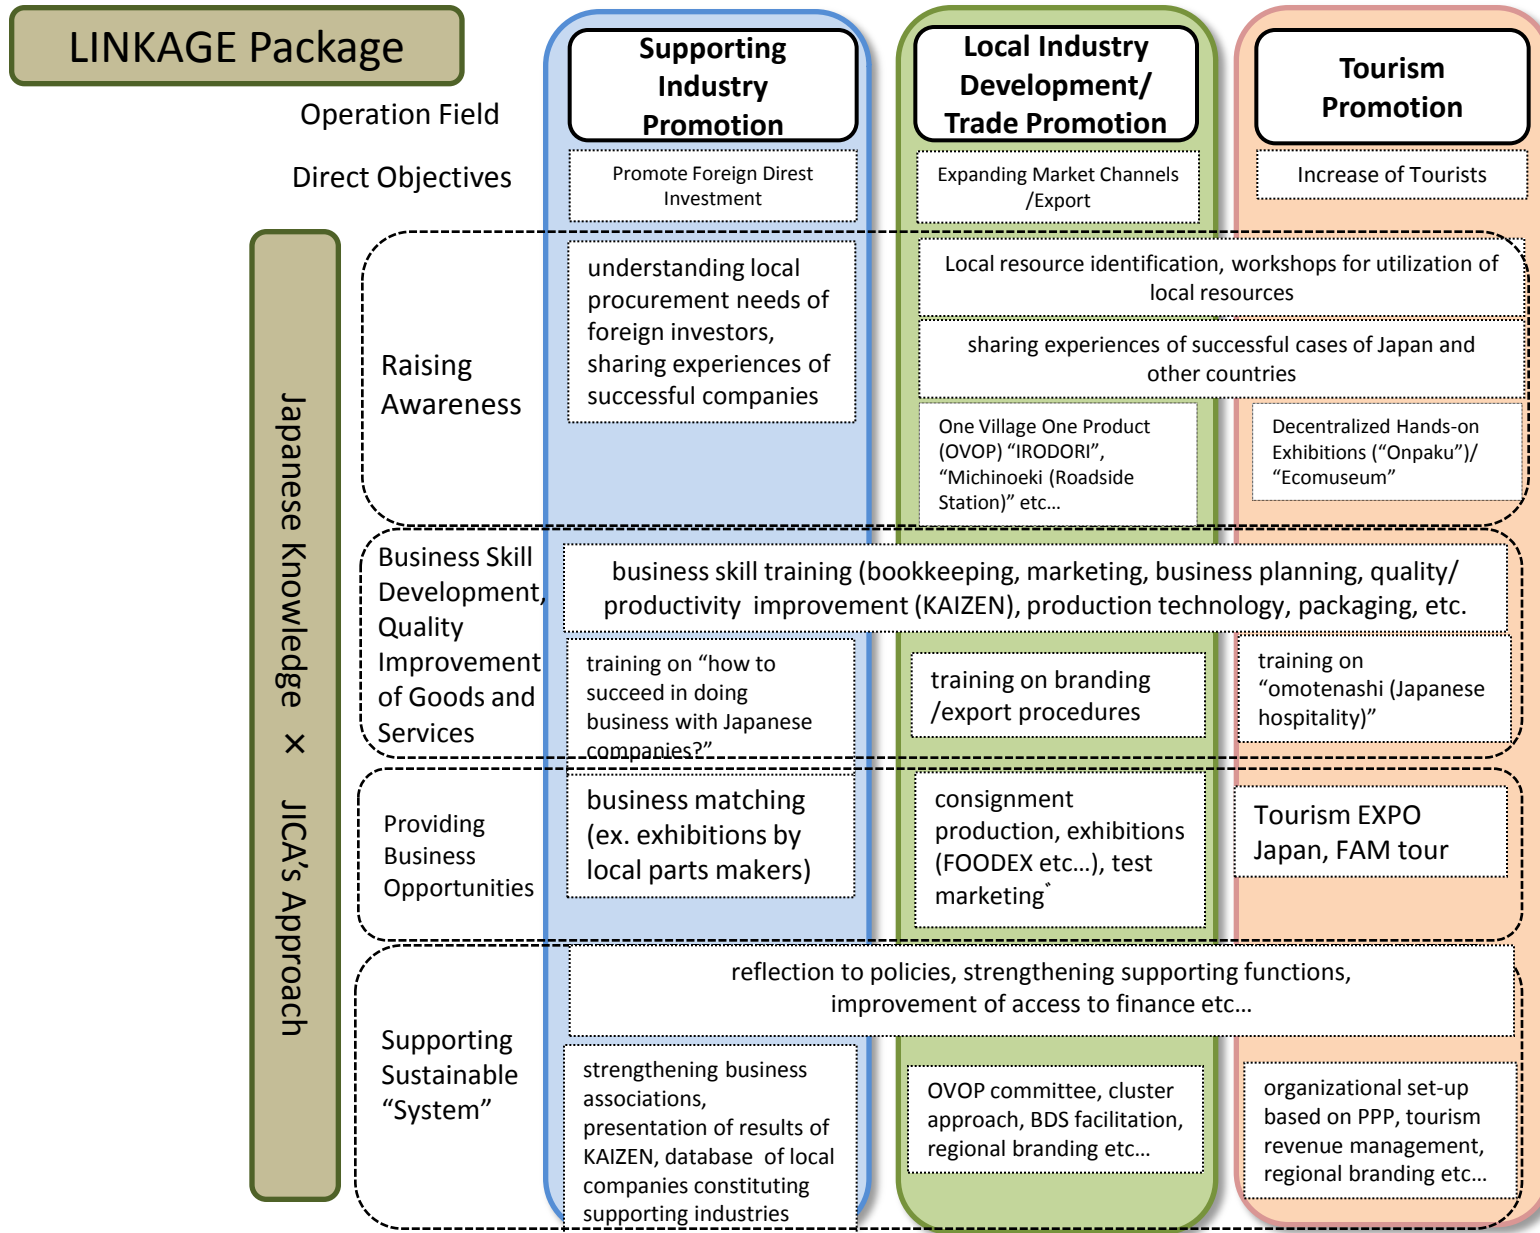 LINKAGE Package
Supporting
Industry
Promotion
Local Industry
Development/
Trade Promotion
Tourism
Promotion
Operation Field
Direct Objectives
Promote Foreign Direst
Investment
Expanding Market Channels
/Export
Increase of Tourists
Japanese Knowledge × JICA's Approach
Raising
Awareness
understanding local
procurement needs of
foreign investors,
sharing experiences of
successful companies
Local resource identification, workshops for utilization of
local resources
sharing experiences of successful cases of Japan and
other countries
One Village One Product
(OVOP) “IRODORI”,
“Michinoeki (Roadside
Station)” etc…
Decentralized Hands-on
Exhibitions (“Onpaku”)/
“Ecomuseum”
Business Skill
Development,
Quality
Improvement
of Goods and
Services
business skill training (bookkeeping, marketing, business planning, quality/
productivity improvement (KAIZEN), production technology, packaging, etc.
training on “how to
succeed in doing
business with Japanese
companies?”
training on branding
/export procedures
training on
“omotenashi (Japanese
hospitality)”
Providing
Business
Opportunities
business matching
(ex. exhibitions by
local parts makers)
consignment
production, exhibitions
(FOODEX etc…), test
marketing
Tourism EXPO
Japan, FAM tour
Supporting
Sustainable
“System”
reflection to policies, strengthening supporting functions,
improvement of access to finance etc…
strengthening business
associations,
presentation of results of
KAIZEN, database of local
companies constituting
supporting industries
OVOP committee, cluster
approach, BDS facilitation,
regional branding etc…
organizational set-up
based on PPP, tourism
revenue management,
regional branding etc…